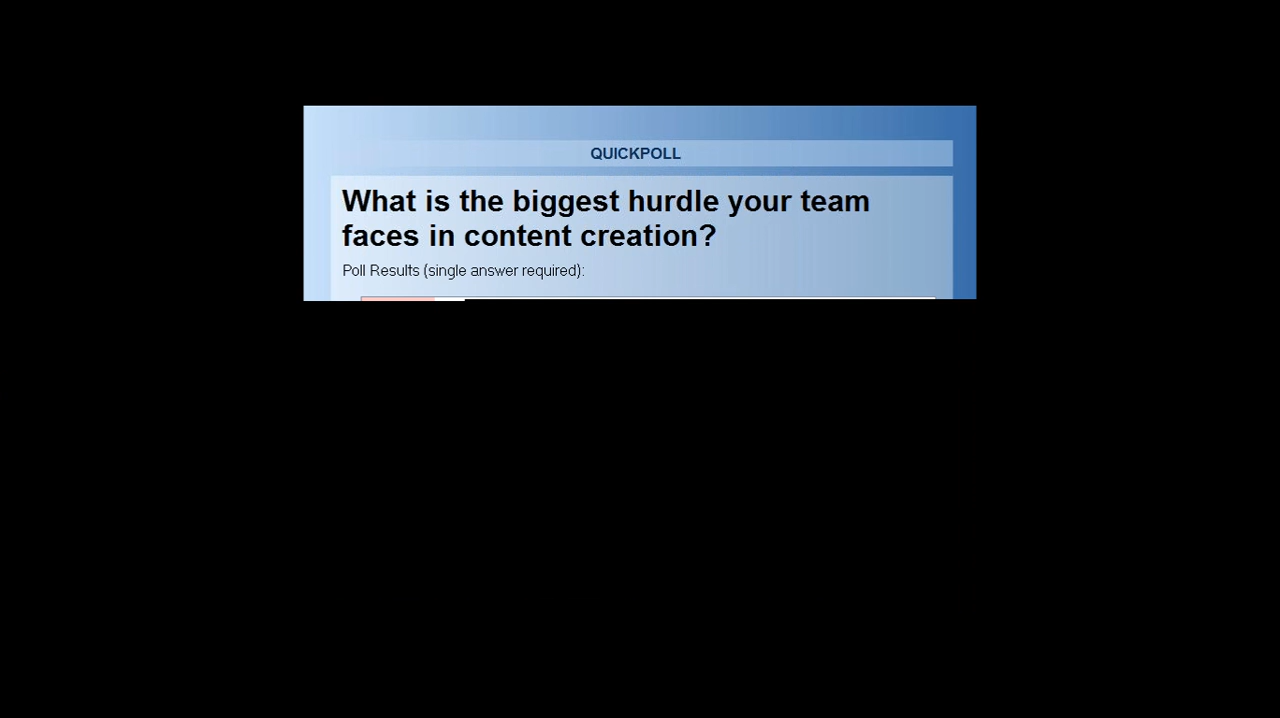 QUICKPOLL
What is the biggest hurdle your team
faces in content creation?
Poll Results (single answer required):